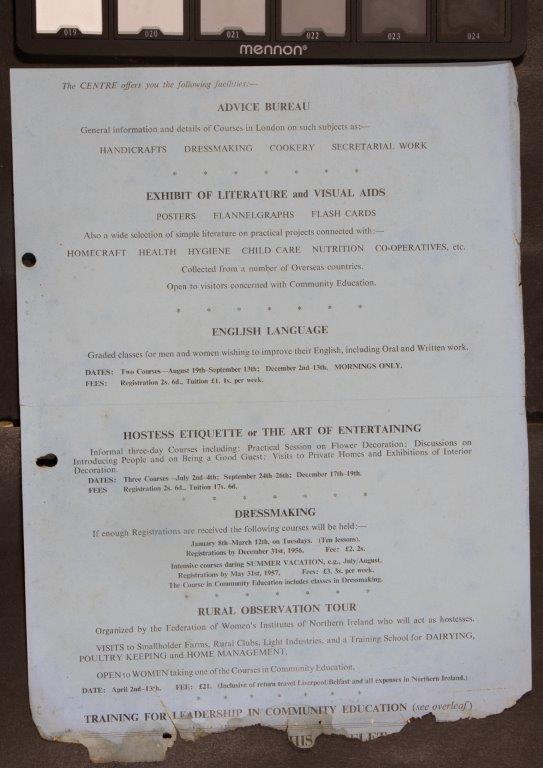 019 020 021 022 023 024
mennon®
The CENTRE offers you the following facilities:—
ADVICE BUREAU
General information and details of Courses in London on such subjects as:—
HANDICRAFTS DRESSMAKING COOKERY SECRETARIAL WORK
* * * * * * *
EXHIBIT OF LITERATURE and VISUAL AIDS
POSTERS FLANNELGRAPHS FLASH CARDS
Also a wide selection of simple literature on practical projects connected with:—
HOMECRAFT HEALTH HYGIENE CHILD CARE NUTRITION CO-OPERATIVES, etc.
Collected from a number of Overseas countries.
Open to visitors concerned with Community Education.
* * * * * * *
ENGLISH LANGUAGE
Graded classes for men and women wishing to improve their English, including Oral and Written work.
DATES: Two Courses—August 19th-September 13th; December 2nd-13th. MORNINGS ONLY.
FEES: Registration 2s. 6d., Tuition £1. 1s. per week.
HOSTESS ETIQUETTE or THE ART OF ENTERTAINING
Informal three-day Courses including: Practical Session on Flower Decoration; Discussions on
Introducing People and on Being a Good Guest; Visits to Private Homes and Exhibitions of Interior
Decoration.
DATES: Three Courses—July 2nd-4th; September 24th-26th; December 17th-19th.
FEES Registration 2s. 6d., Tuition 17s. 6d.
* * * * * * *
DRESSMAKING
If enough Registrations are received the following courses will be held:—
January 8th-March 12th, on Tuesdays. (Ten lessons).
Registrations by December 31st, 1956. Fee: £2. 2s.
Intensive courses during SUMMER VACATION, e.g., July/August.
Registrations by May 31st, 1957. Fees: £3. 3s. per week.
The Course in Community Education includes classes in Dressmaking.
* * * * * * *
RURAL OBSERVATION TOUR
Organized by the Federation of Women's Institutes of Northern Ireland who will act as hostesses.
VISITS to Smallholder Farms, Rural Clubs, Light Industries, and a Training School for DAIRYING,
POULTRY KEEPING and HOME MANAGEMENT.
OPEN to WOMEN taking one of the Courses in Community Education.
DATE: April 2nd-13th. FEE: £21. (Inclusive of return travel Liverpool/Belfast and all expenses in Northern Ireland.)
* * * * * * *
TRAINING FOR LEADERSHIP IN COMMUNITY EDUCATION (see overleaf)